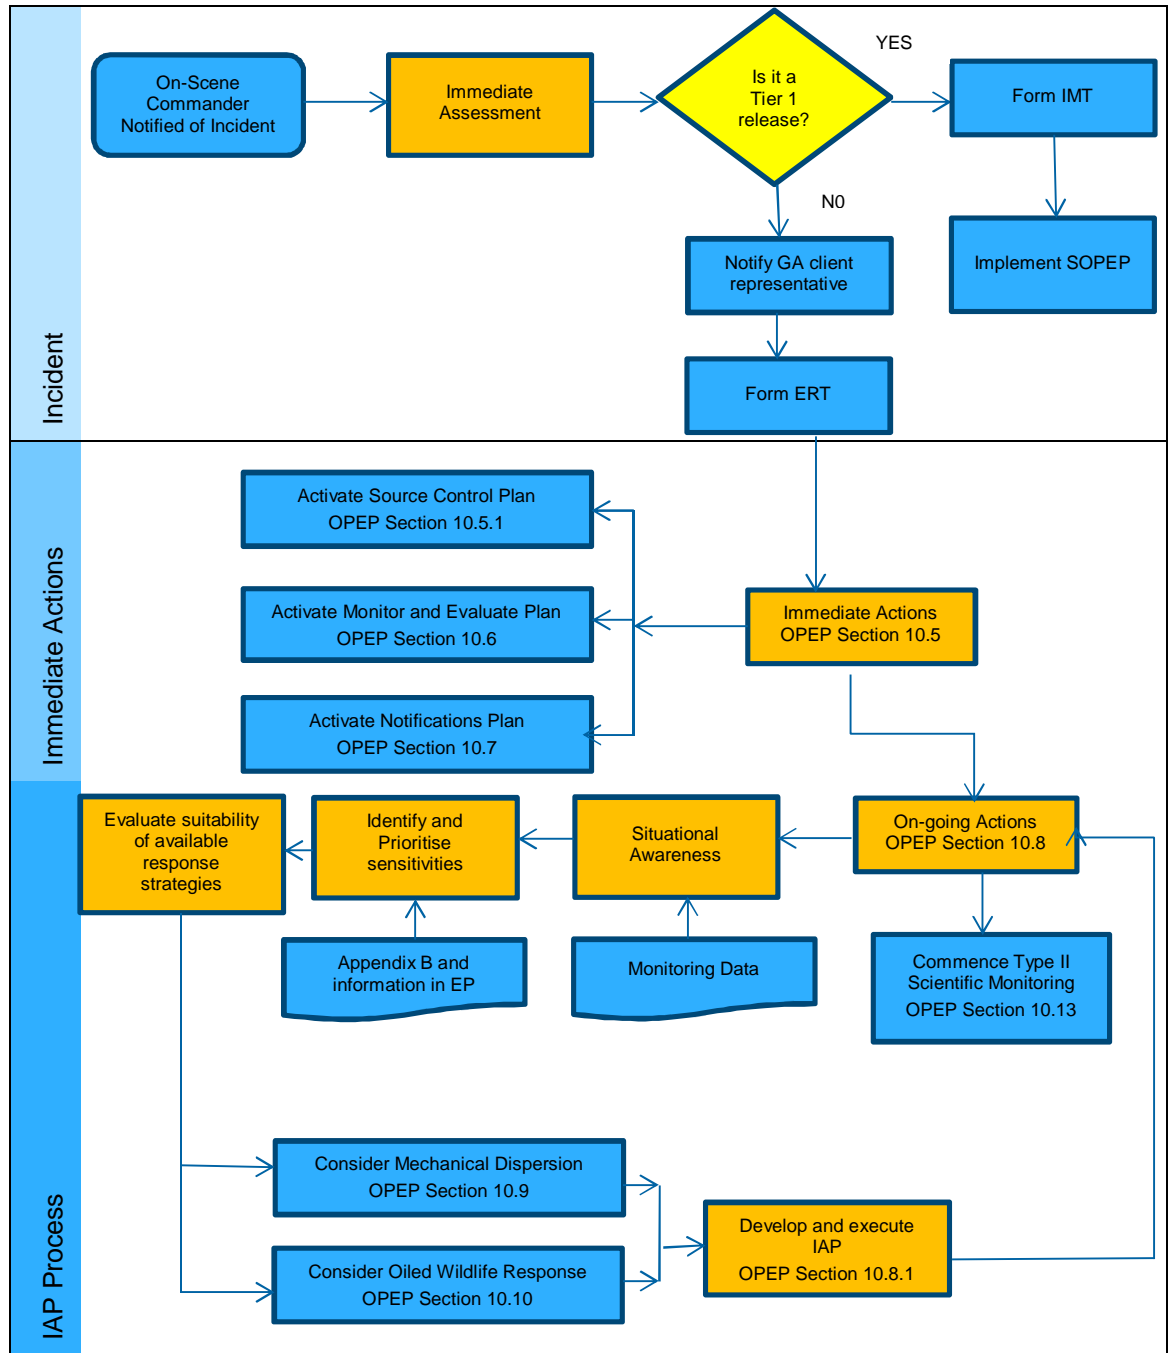 Incident
On-Scene
Commander
Notified of Incident
Immediate
Assessment
Is it a
Tier 1
release?
YES
Form IMT
N0
Notify GA client
representative
Implement SOPEP
Form ERT
Immediate Actions
Activate Source Control Plan
OPEP Section 10.5.1
Activate Monitor and Evaluate Plan
OPEP Section 10.6
Immediate Actions
OPEP Section 10.5
Activate Notifications Plan
OPEP Section 10.7
IAP Process
Evaluate suitability
of available
response
strategies
Identify and
Prioritise
sensitivities
Situational
Awareness
On-going Actions
OPEP Section 10.8
Appendix B and
information in EP
Monitoring Data
Commence Type II
Scientific Monitoring
OPEP Section 10.13
Consider Mechanical Dispersion
OPEP Section 10.9
Develop and execute
IAP
OPEP Section 10.8.1
Consider Oiled Wildlife Response
OPEP Section 10.10